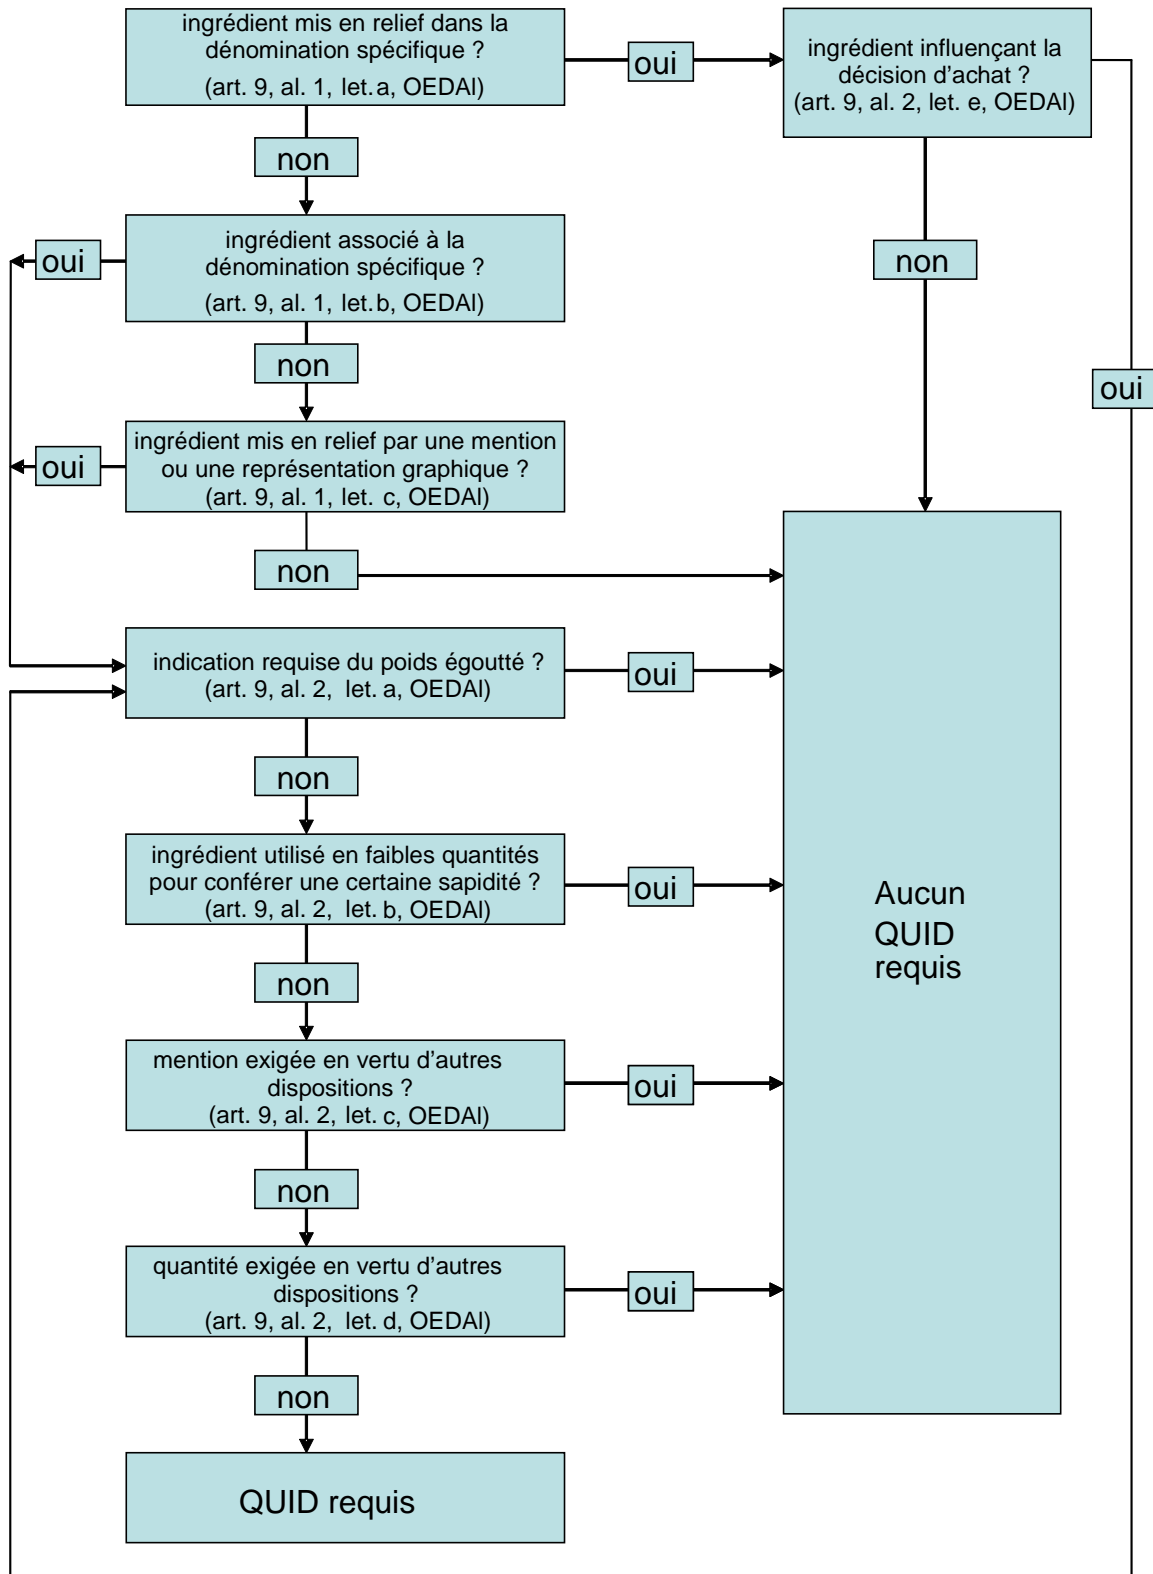 ingrédient mis en relief dans la
dénomination spécifique ?
(art. 9, al. 1, let.a, OEDAl)
oui
ingrédient influençant la
décision d'achat ?
(art. 9, al. 2, let. e, OEDAl)
non
oui
ingrédient associé à la
dénomination spécifique ?
(art. 9, al. 1, let.b, OEDAl)
non
non
oui
oui
ingrédient mis en relief par une mention
ou une représentation graphique ?
(art. 9, al. 1, let. c, OEDAl)
non
indication requise du poids égoutté ?
(art. 9, al. 2, let. a, OEDAl)
oui
non
ingrédient utilisé en faibles quantités
pour conférer une certaine sapidité ?
(art. 9, al. 2, let. b, OEDAl)
oui
Aucun
QUID
requis
non
mention exigée en vertu d'autres
dispositions ?
(art. 9, al. 2, let. c, OEDAl)
oui
non
quantité exigée en vertu d'autres
dispositions ?
(art. 9, al. 2, let. d, OEDAl)
oui
non
QUID requis